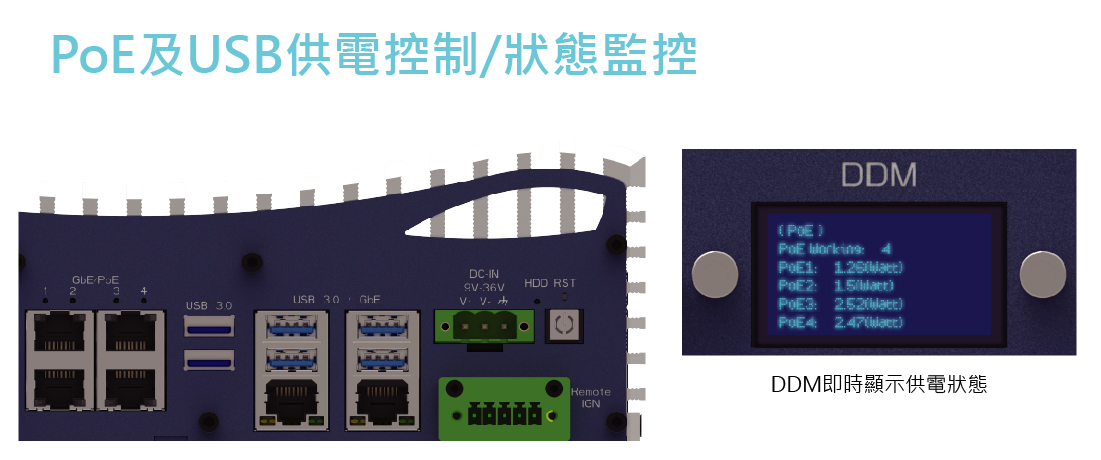 PoE及USB供電控制/狀態監控
GbE/PoE
1 2 3 4
USB 3.0
USB 3.0 / GbE
DC-IN
9V-36V
V+ V-
HDD RST
Remote
IGN
DDM
(PoE)
PoE Working: 4
PoE1: 1.26(Watt)
PoE2: 1.5(Watt)
PoE3: 2.52(Watt)
PoE4: 2.47(Watt)
DDM即時顯示供電狀態